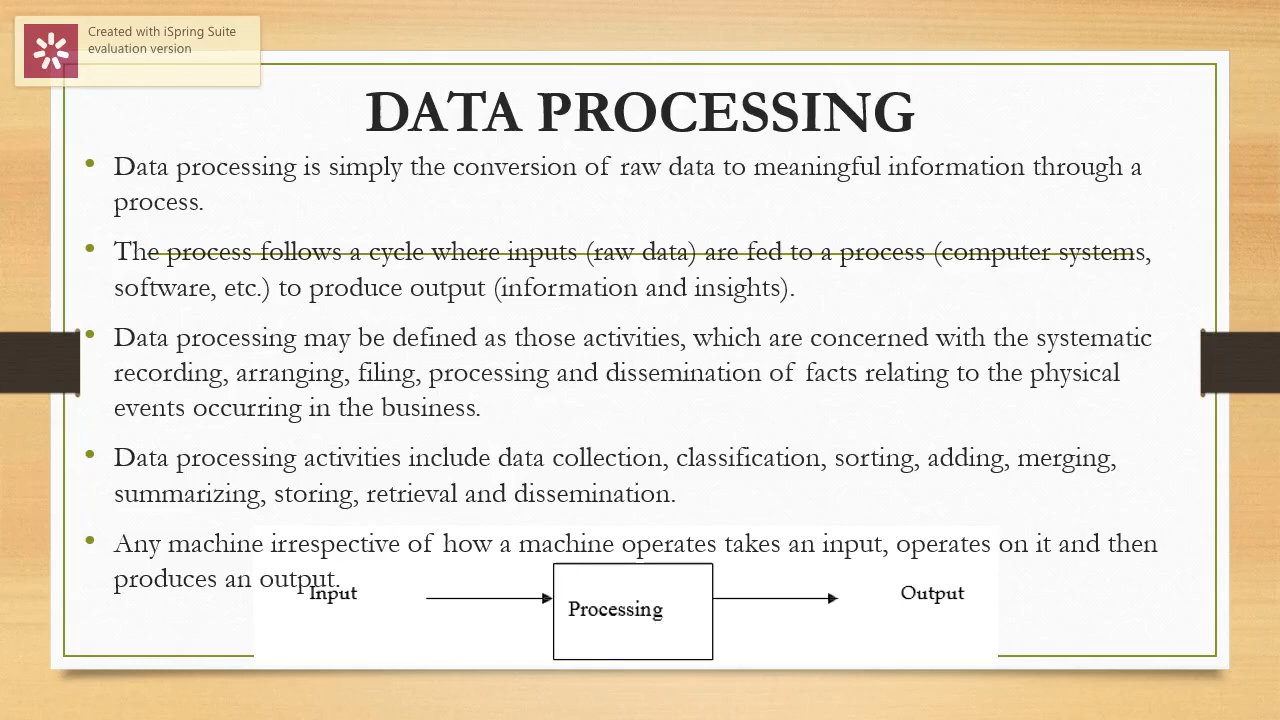 Created with iSpring Suite
evaluation version
DATA PROCESSING
• Data processing is simply the conversion of raw data to meaningful information through a
process.
• The process follows a cycle where inputs (raw data) are fed to a process (computer systems,
software, etc.) to produce output (information and insights).
• Data processing may be defined as those activities, which are concerned with the systematic
recording, arranging, filing, processing and dissemination of facts relating to the physical
events occurring in the business.
• Data processing activities include data collection, classification, sorting, adding, merging,
summarizing, storing, retrieval and dissemination.
• Any machine irrespective of how a machine operates takes an input, operates on it and then
produces an output.
Input
Processing
Output